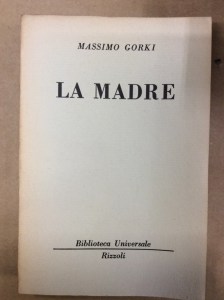 MASSIMO GORKI
LA MADRE
Biblioteca Universale
Rizzoli